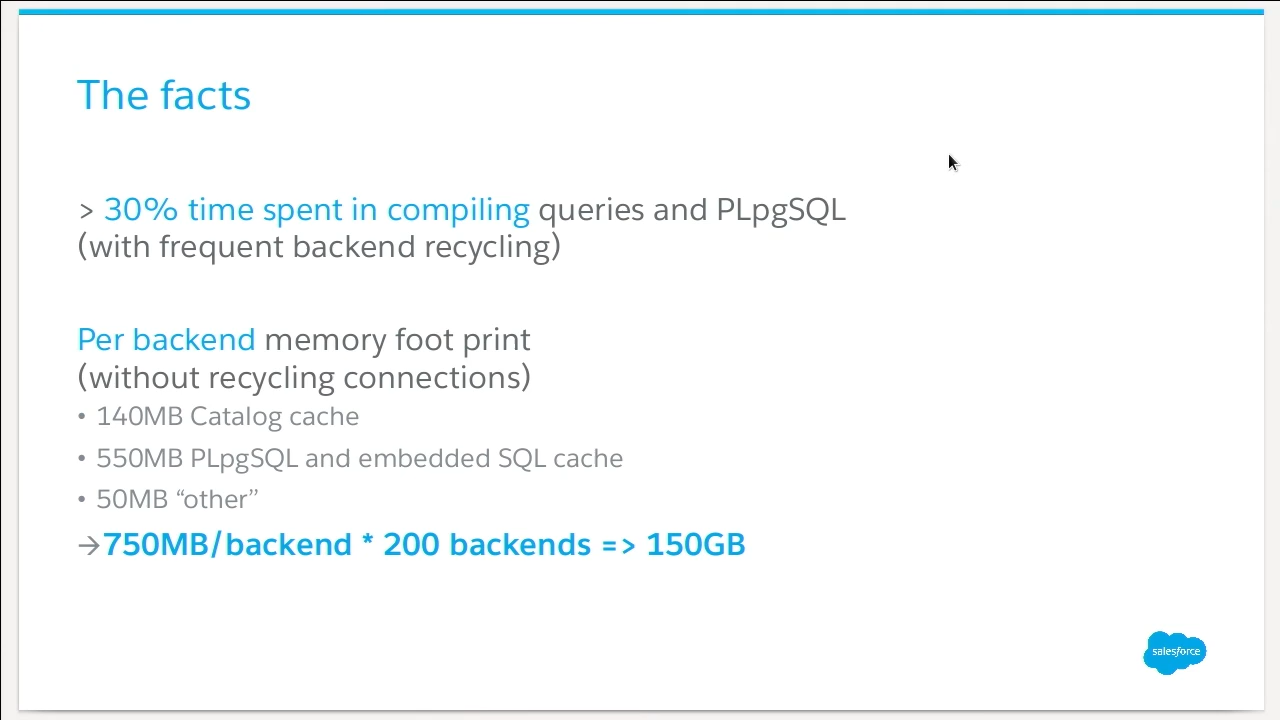 The facts
> 30% time spent in compiling queries and PLpgSQL
(with frequent backend recycling)
Per backend memory foot print
(without recycling connections)
• 140MB Catalog cache
• 550MB PLpgSQL and embedded SQL cache
• 50MB “other”
→750MB/backend * 200 backends => 150GB
salesforce